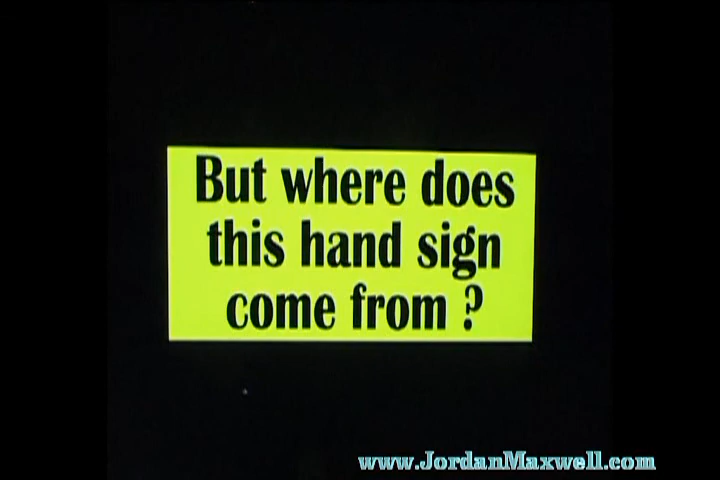 But where does
this hand sign
come from ?
www.JordanMaxwell.com